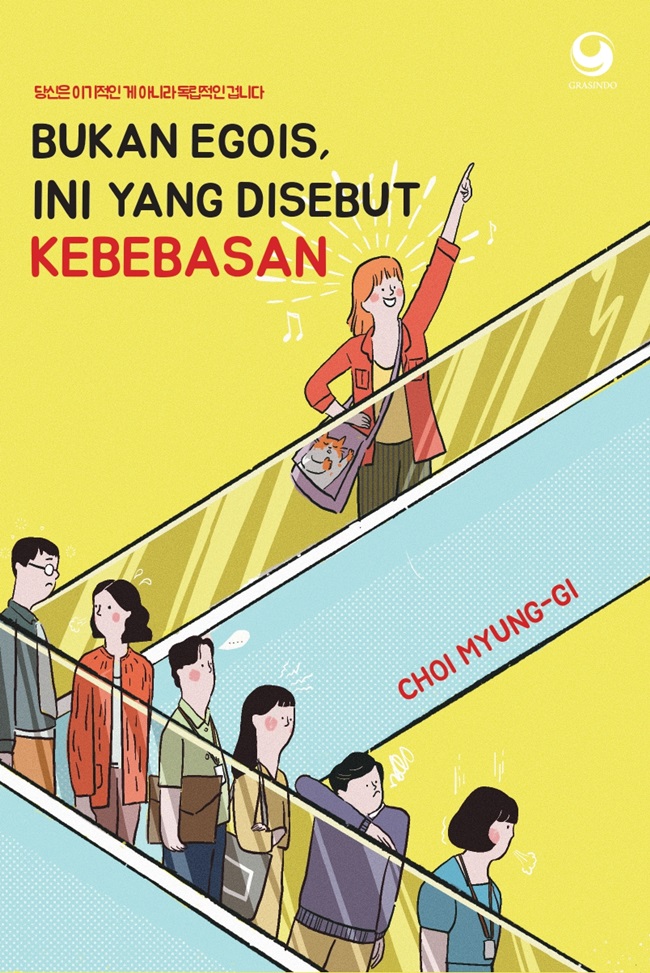 당신은 이기적인 게 아니라 독립적인 겁니다
GRASINDO
BUKAN EGOIS,
INI YANG DISEBUT
KEBEBASAN
CHOI MYUNG-GI